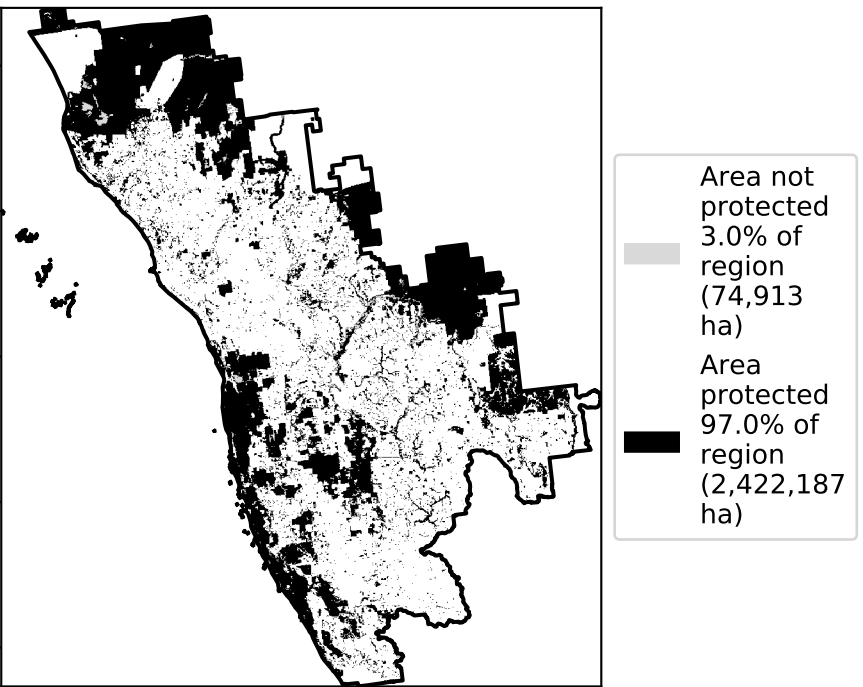 Area not
protected
3.0% of
region
(74,913
ha)
Area
protected
97.0% of
region
(2,422,187
ha)